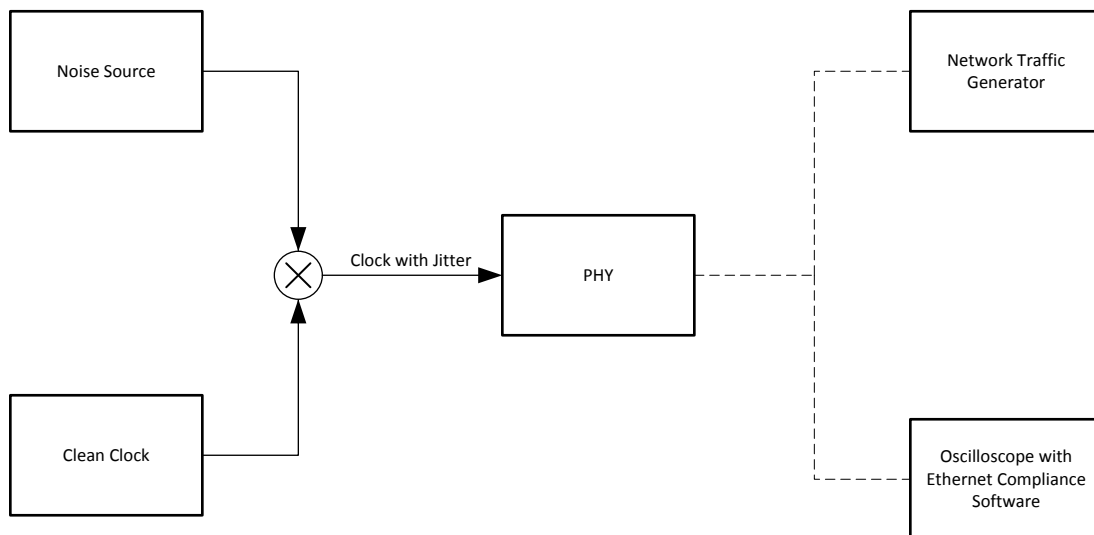 Noise Source
Network Traffic
Generator
Clock with Jitter
PHY
Clean Clock
Oscilloscope with
Ethernet Compliance
Software